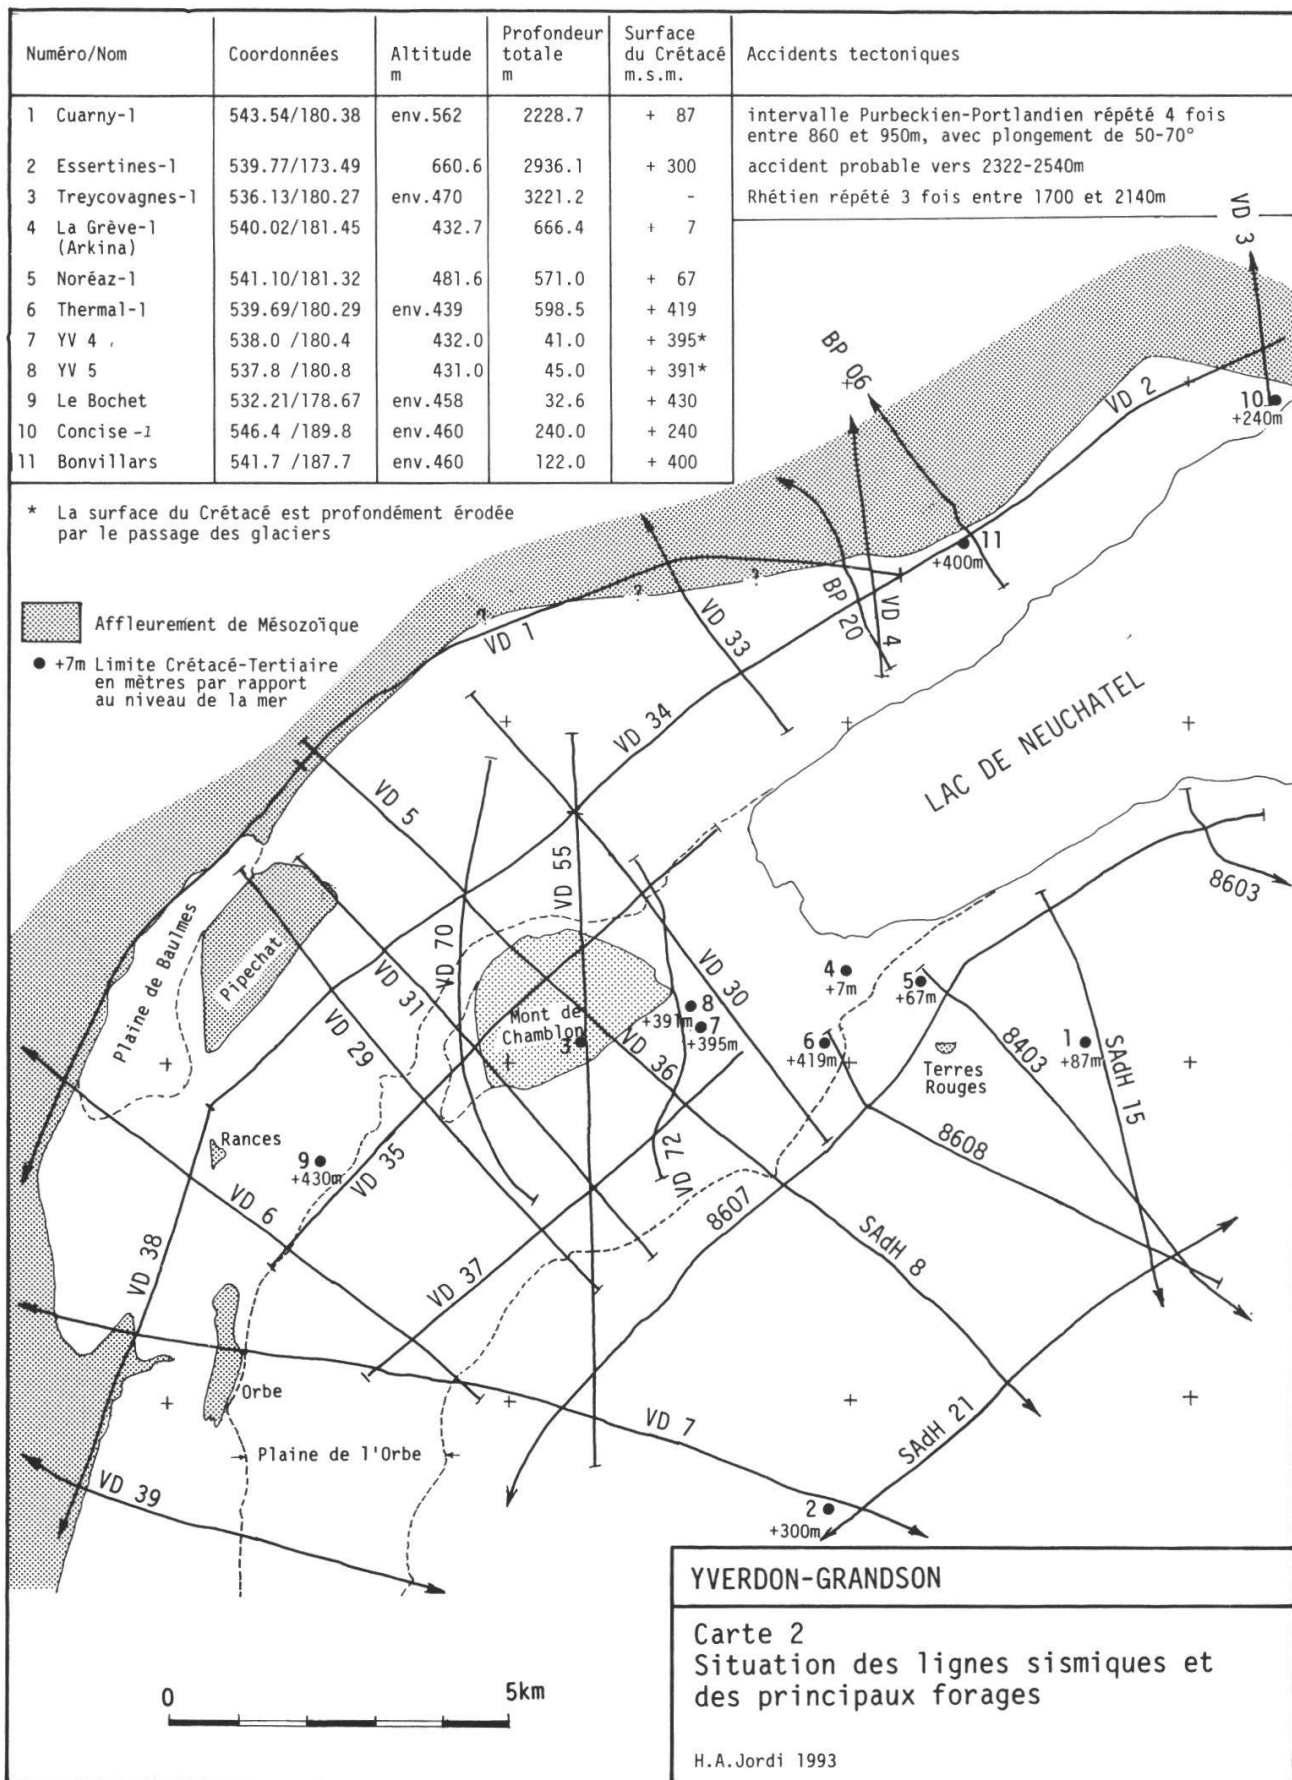 Numéro/Nom Coordonnées Altitude m Profondeur totale m Surface du Crétacé m.s.m. Accidents tectoniques
1 Cuarny-1 543.54/180.38 env.562 2228.7 + 87 intervalle Purbeckien-Portlandien répété 4 fois
entre 860 et 950m, avec plongement de 50-70°
2 Essertines-1 539.77/173.49 660.6 2936.1 + 300 accident probable vers 2322-2540m
3 Treycovagnes-1 536.13/180.27 env.470 3221.2 - Rhétien répété 3 fois entre 1700 et 2140m
4 La Grève-1 540.02/181.45 432.7 666.4 + 7
(Arkina)
5 Noréaz-1 541.10/181.32 481.6 571.0 + 67
6 Thermal-1 539.69/180.29 env.439 598.5 + 419
7 YV 4 538.0 /180.4 432.0 41.0 + 395*
8 YV 5 537.8 /180.8 431.0 45.0 + 391*
9 Le Bochet 532.21/178.67 env.458 32.6 + 430
10 Concise -1 546.4 /189.8 env.460 240.0 + 240
11 Bonvillars 541.7 /187.7 env.460 122.0 + 400
* La surface du Crétacé est profondément érodée
par le passage des glaciers
Affleurement de Mésozoïque
+7m Limite Crétacé-Tertiaire
en mètres par rapport
au niveau de la mer
VD 3
BP 06
VD 2
10
+240m
11
+400m
BP 20
VD 4
VD 33
?
?
?
VD 1
VD 34
LAC DE NEUCHATEL
VD 5
VD 55
8603
VD 70
Plaine de Baulmes
Pipechat
VD 31
VD 29
VD 30
Mont de
Chamblon
3
8
+391m
7
+395m
4
+7m
5
+67m
6
+419m
Terres
Rouges
1
+87m
8403
SAdH 15
VD 36
Rances
9
+430m
VD 35
VD 72
8608
8607
VD 6
VD 38
VD 37
SAdH 8
Orbe
Plaine de l'Orbe
VD 7
SAdH 21
VD 39
2
+300m
YVERDON-GRANDSON
Carte 2
Situation des lignes sismiques et
des principaux forages
H.A.Jordi 1993
0 5km